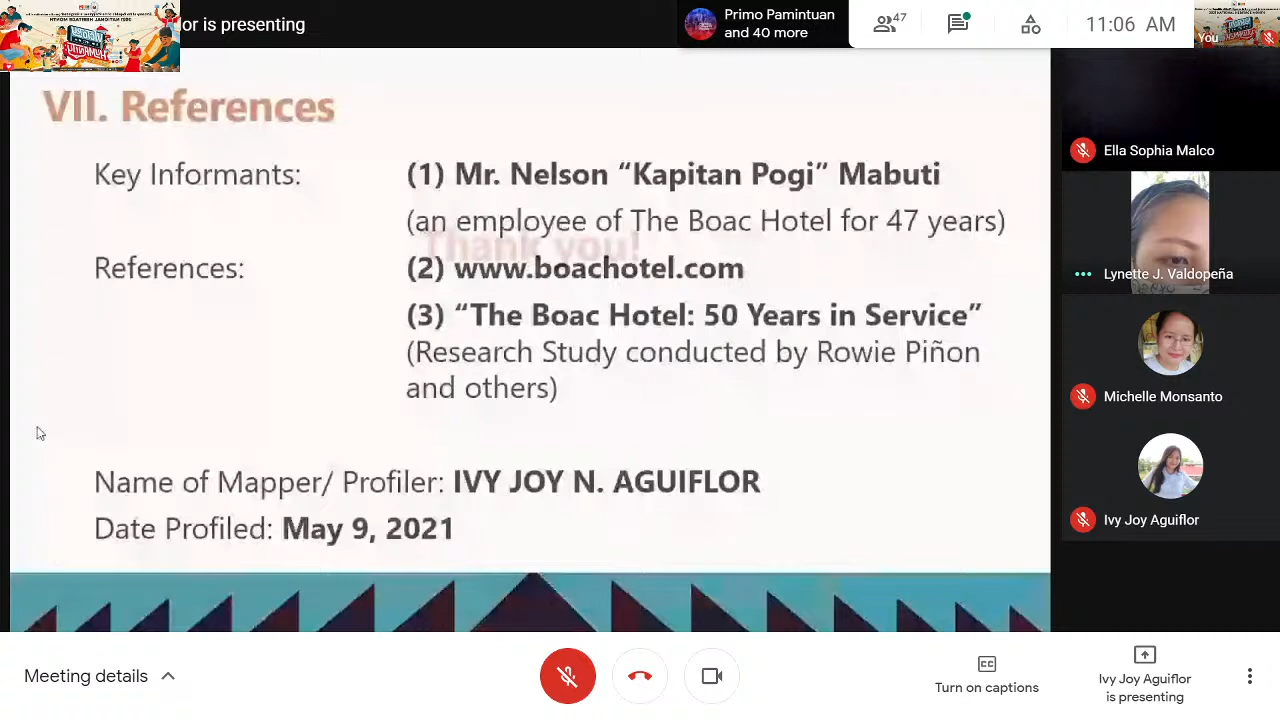 or is presenting
Primo Pamintuan
and 40 more
47
11:06 AM
You
VII. References
Key Informants: (1) Mr. Nelson “Kapitan Pogi” Mabuti
(an employee of The Boac Hotel for 47 years)
Thank you!
References: (2) www.boachotel.com
(3) “The Boac Hotel: 50 Years in Service”
(Research Study conducted by Rowie Piñon
and others)
Name of Mapper/ Profiler: IVY JOY N. AGUIFLOR
Date Profiled: May 9, 2021
Ella Sophia Malco
Lynette J. Valdopeña
Michelle Monsanto
Ivy Joy Aguiflor
Meeting details
CC
Turn on captions
Ivy Joy Aguiflor
is presenting